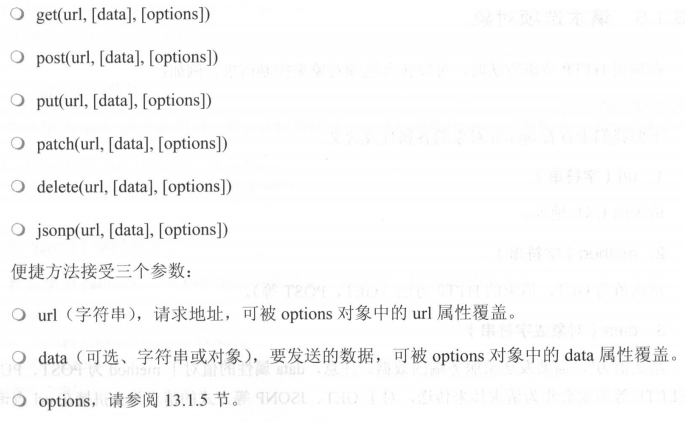 ○ get(url, [data], [options])
○ post(url, [data], [options])
○ put(url, [data], [options])
○ patch(url, [data], [options])
○ delete(url, [data], [options])
○ jsonp(url, [data], [options])
便捷方法接受三个参数：
○ url（字符串），请求地址，可被 options 对象中的 url 属性覆盖。
○ data（可选、字符串或对象），要发送的数据，可被 options 对象中的 data 属性覆盖。
○ options，请参阅 13.1.5 节。